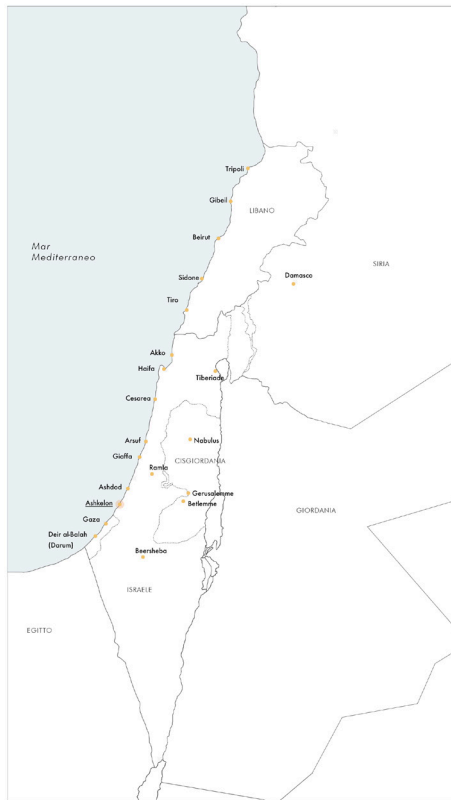 Tripoli
Gibeil
LIBANO
Beirut
Mar
Mediterraneo
SIRIA
Damasco
Sidone
Tiro
Akko
Haifa
Tiberiade
Cesarea
Arsuf
Nabulus
Giaffa
CISGIORDANIA
Ramla
Ashdod
Gerusalemme
Ashkelon
Betlemme
GIORDANIA
Gaza
Deir al-Balah
(Darum)
Beersheba
ISRAELE
EGITTO